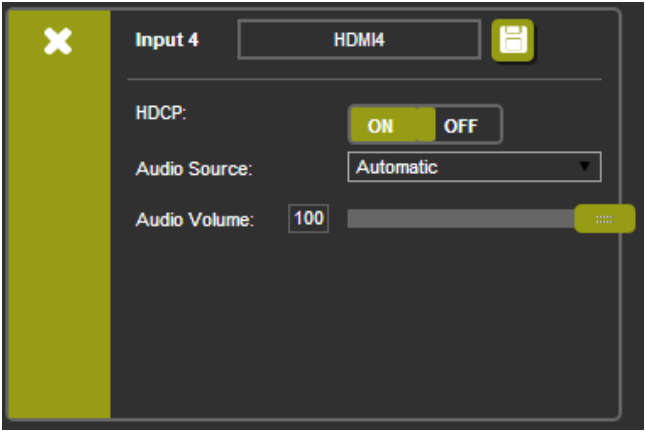 Input 4 HDMI4
HDCP: ON OFF
Audio Source: Automatic
Audio Volume: 100